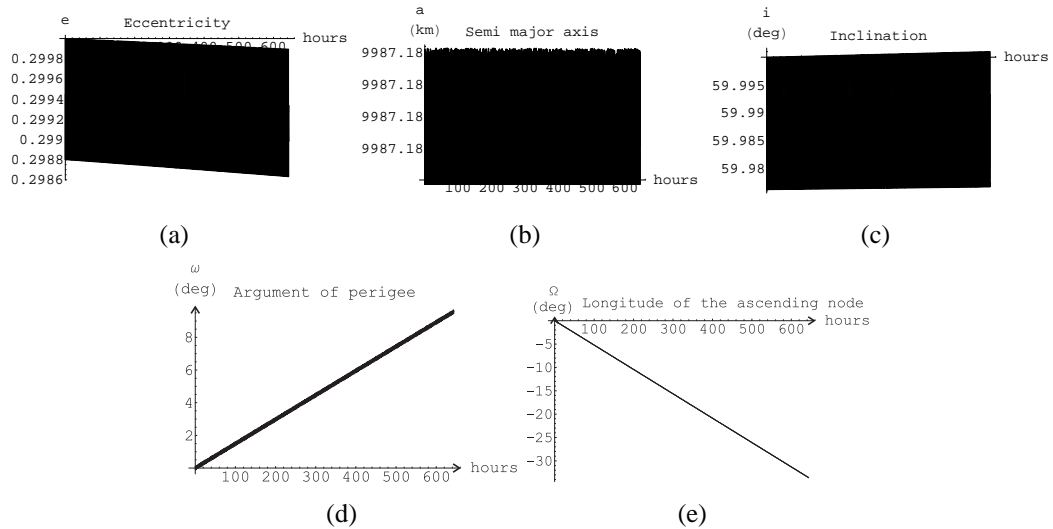 e
Eccentricity
hours
0.2998
0.2996
0.2994
0.2992
0.299
0.2988
0.2986
400 500 600
(a)
a
(km)
Semi major axis
9987.18
9987.18
9987.18
9987.18
hours
100 200 300 400 500 600
(b)
i
(deg)
Inclination
hours
59.995
59.99
59.985
59.98
(c)
ω
(deg)
Argument of perigee
8
6
4
2
100 200 300 400 500 600
hours
(d)
Ω
(deg)
Longitude of the ascending node
100 200 300 400 500 600
hours
-5
-10
-15
-20
-25
-30
(e)